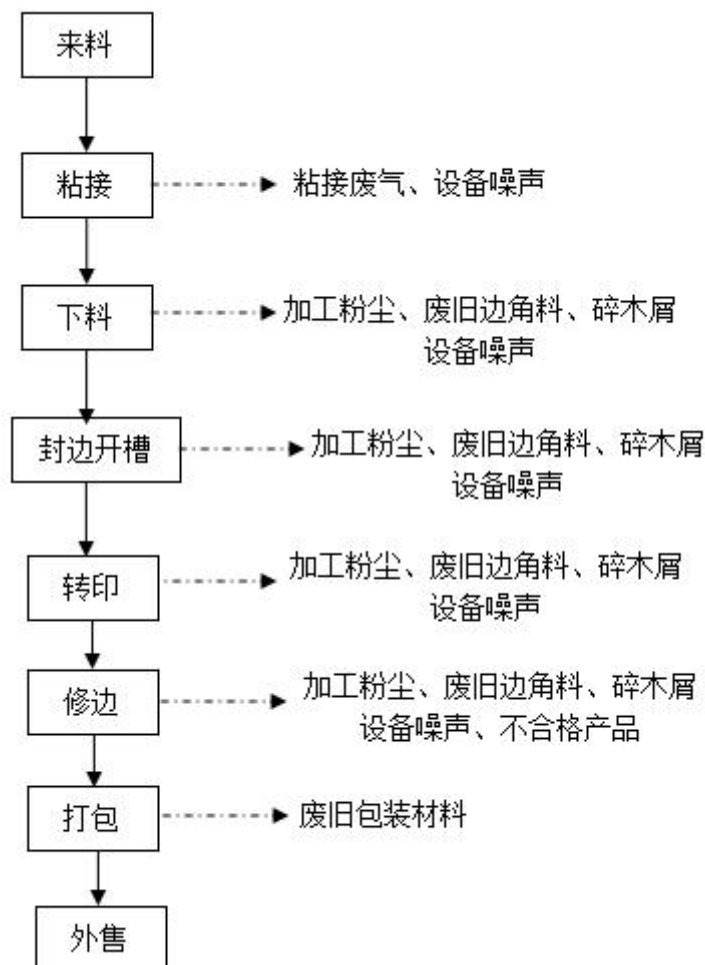 来料
粘接
粘接废气、设备噪声
下料
加工粉尘、废旧边角料、碎木屑
设备噪声
封边开槽
加工粉尘、废旧边角料、碎木屑
设备噪声
转印
加工粉尘、废旧边角料、碎木屑
设备噪声
修边
加工粉尘、废旧边角料、碎木屑
设备噪声、不合格产品
打包
废旧包装材料
外售